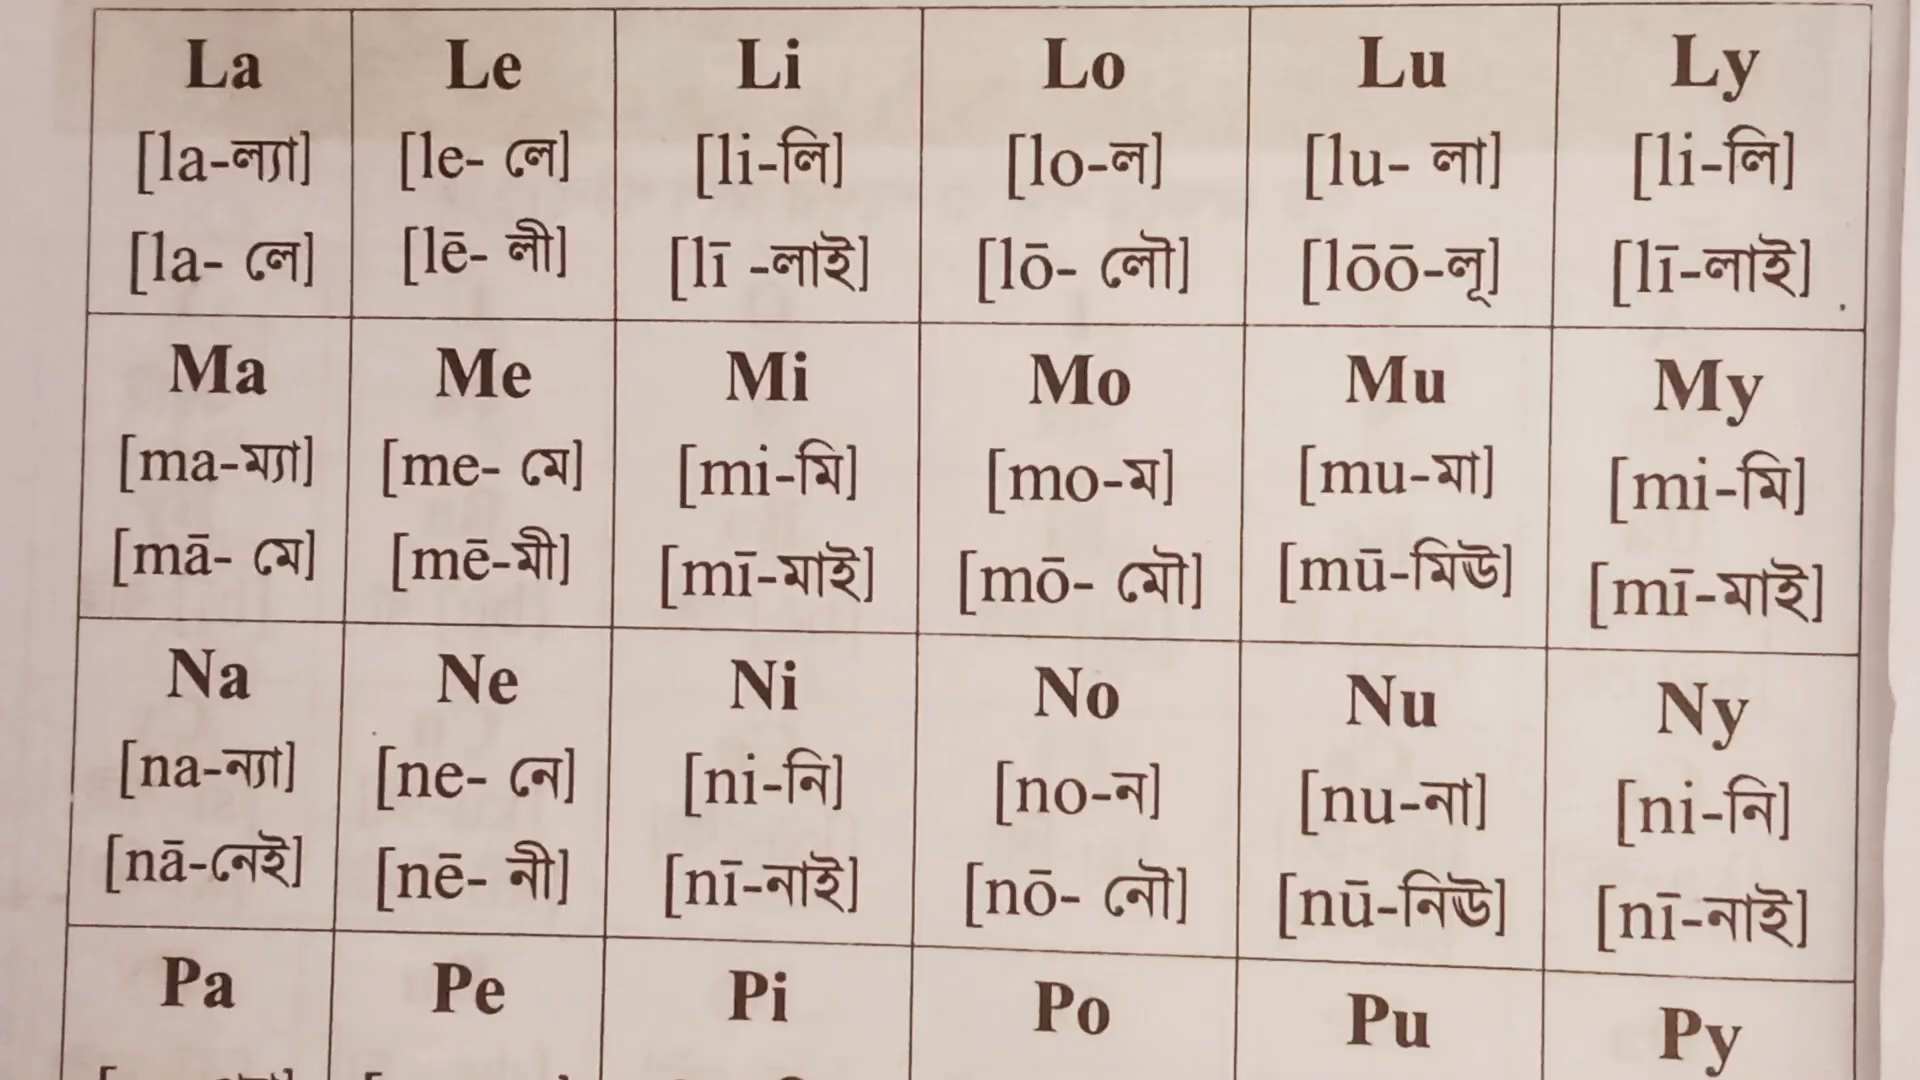 La Le Li Lo Lu Ly
[la-ল্যা] [le- লে] [li-লি] [lo-ল] [lu- লা] [li-লি]
[la- লে] [lē- লী] [lī -লাই] [lō- লৌ] [lōō-লূ] [lī-লাই]
Ma Me Mi Mo Mu My
[ma-ম্যা] [me- মে] [mi-মি] [mo-ম] [mu-মা] [mi-মি]
[mā- মে] [mē-মী] [mī-মাই] [mō- মৌ] [mū-মিউ] [mī-মাই]
Na Ne Ni No Nu Ny
[na-ন্যা] [ne- নে] [ni-নি] [no-ন] [nu-না] [ni-নি]
[nā-নেই] [nē- নী] [nī-নাই] [nō- নৌ] [nū-নিউ] [nī-নাই]
Pa Pe Pi Po Pu Py